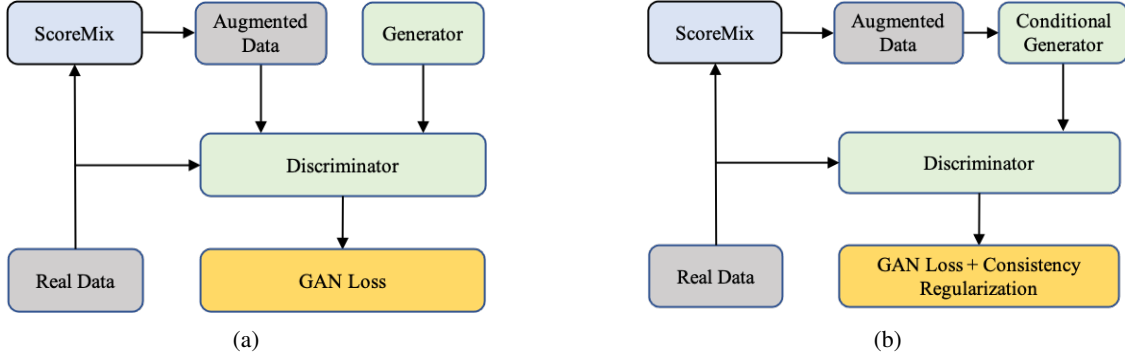 ScoreMix
Augmented
Data
Generator
Discriminator
Real Data
GAN Loss
(a)
ScoreMix
Augmented
Data
Conditional
Generator
Discriminator
Real Data
GAN Loss + Consistency
Regularization
(b)